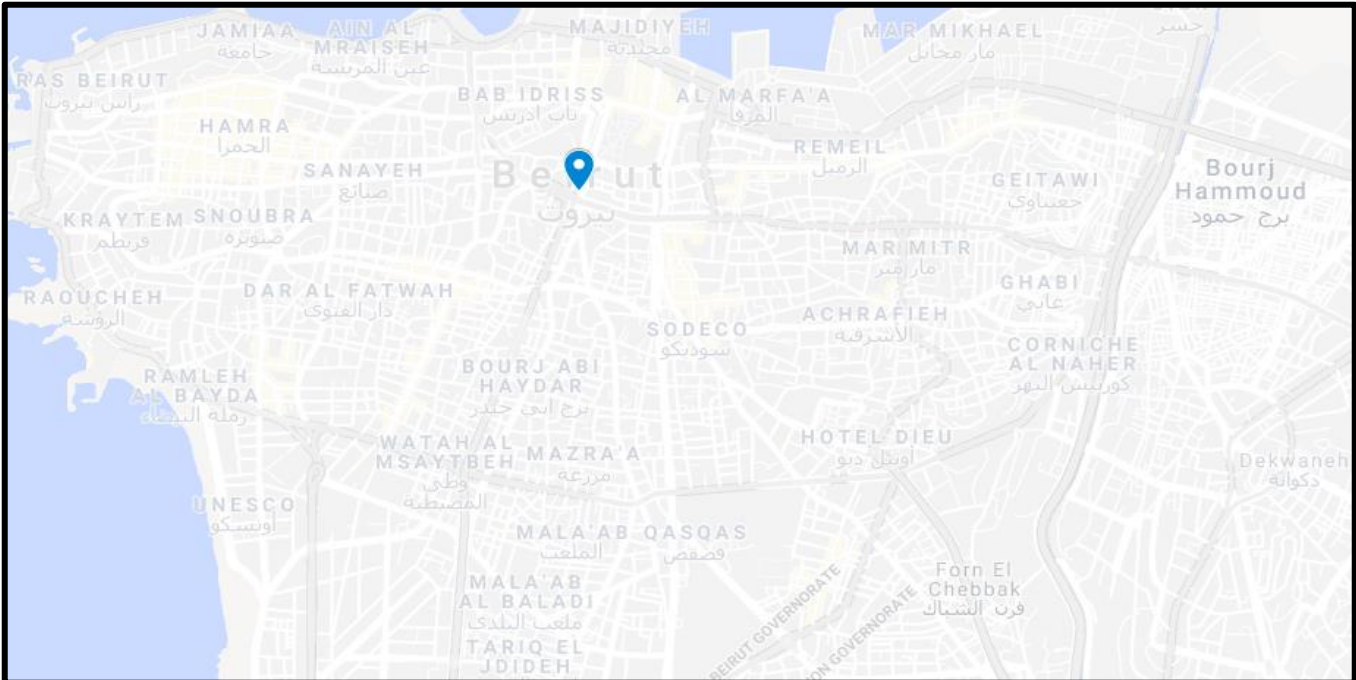 JAMIAA
جامعة
AIN AL
MRAISEH
عين المريسة
MAJIDIYEH
مجيدية
MAR MIKHAEL
مار مخايل
جسر
RAS BEIRUT
راس بيروت
BAB IDRISS
باب ادريس
AL MARFA'A
المرفأ
HAMRA
الحمرا
SANAYEH
صنائع
Beirut
بيروت
REMEIL
الرميل
GEITAWI
جعيتاوي
Bourj
Hammoud
برج حمود
KRAYTEM
قريطم
SNOUBRA
صنوبرة
MAR MITR
مار متر
RAOUCHEH
الروشة
DAR AL FATWAH
دار الفتوى
GHABI
غابي
SODECO
سوديكو
ACHRAFIEH
الأشرفية
CORNICHE
AL NAHER
كورنيش النهر
RAMLEH
AL BAYDA
رملة البيضاء
BOURJ ABI
HAYDAR
برج ابي حيدر
WATAH AL
MSAYTBEH
وطى
المصيطبة
MAZRA'A
مزرعة
HOTEL DIEU
أوتيل ديو
Dekwaneh
دكوانة
UNESCO
أونيسكو
MALA'AB
الملعب
QASQAS
قصقص
MALA'AB
AL BALADI
ملعب البلدي
Forn El
Chebbak
فرن الشباك
BEIRUT GOVERNORATE
ON GOVERNORATE
TARIQ EL
JDIDEH